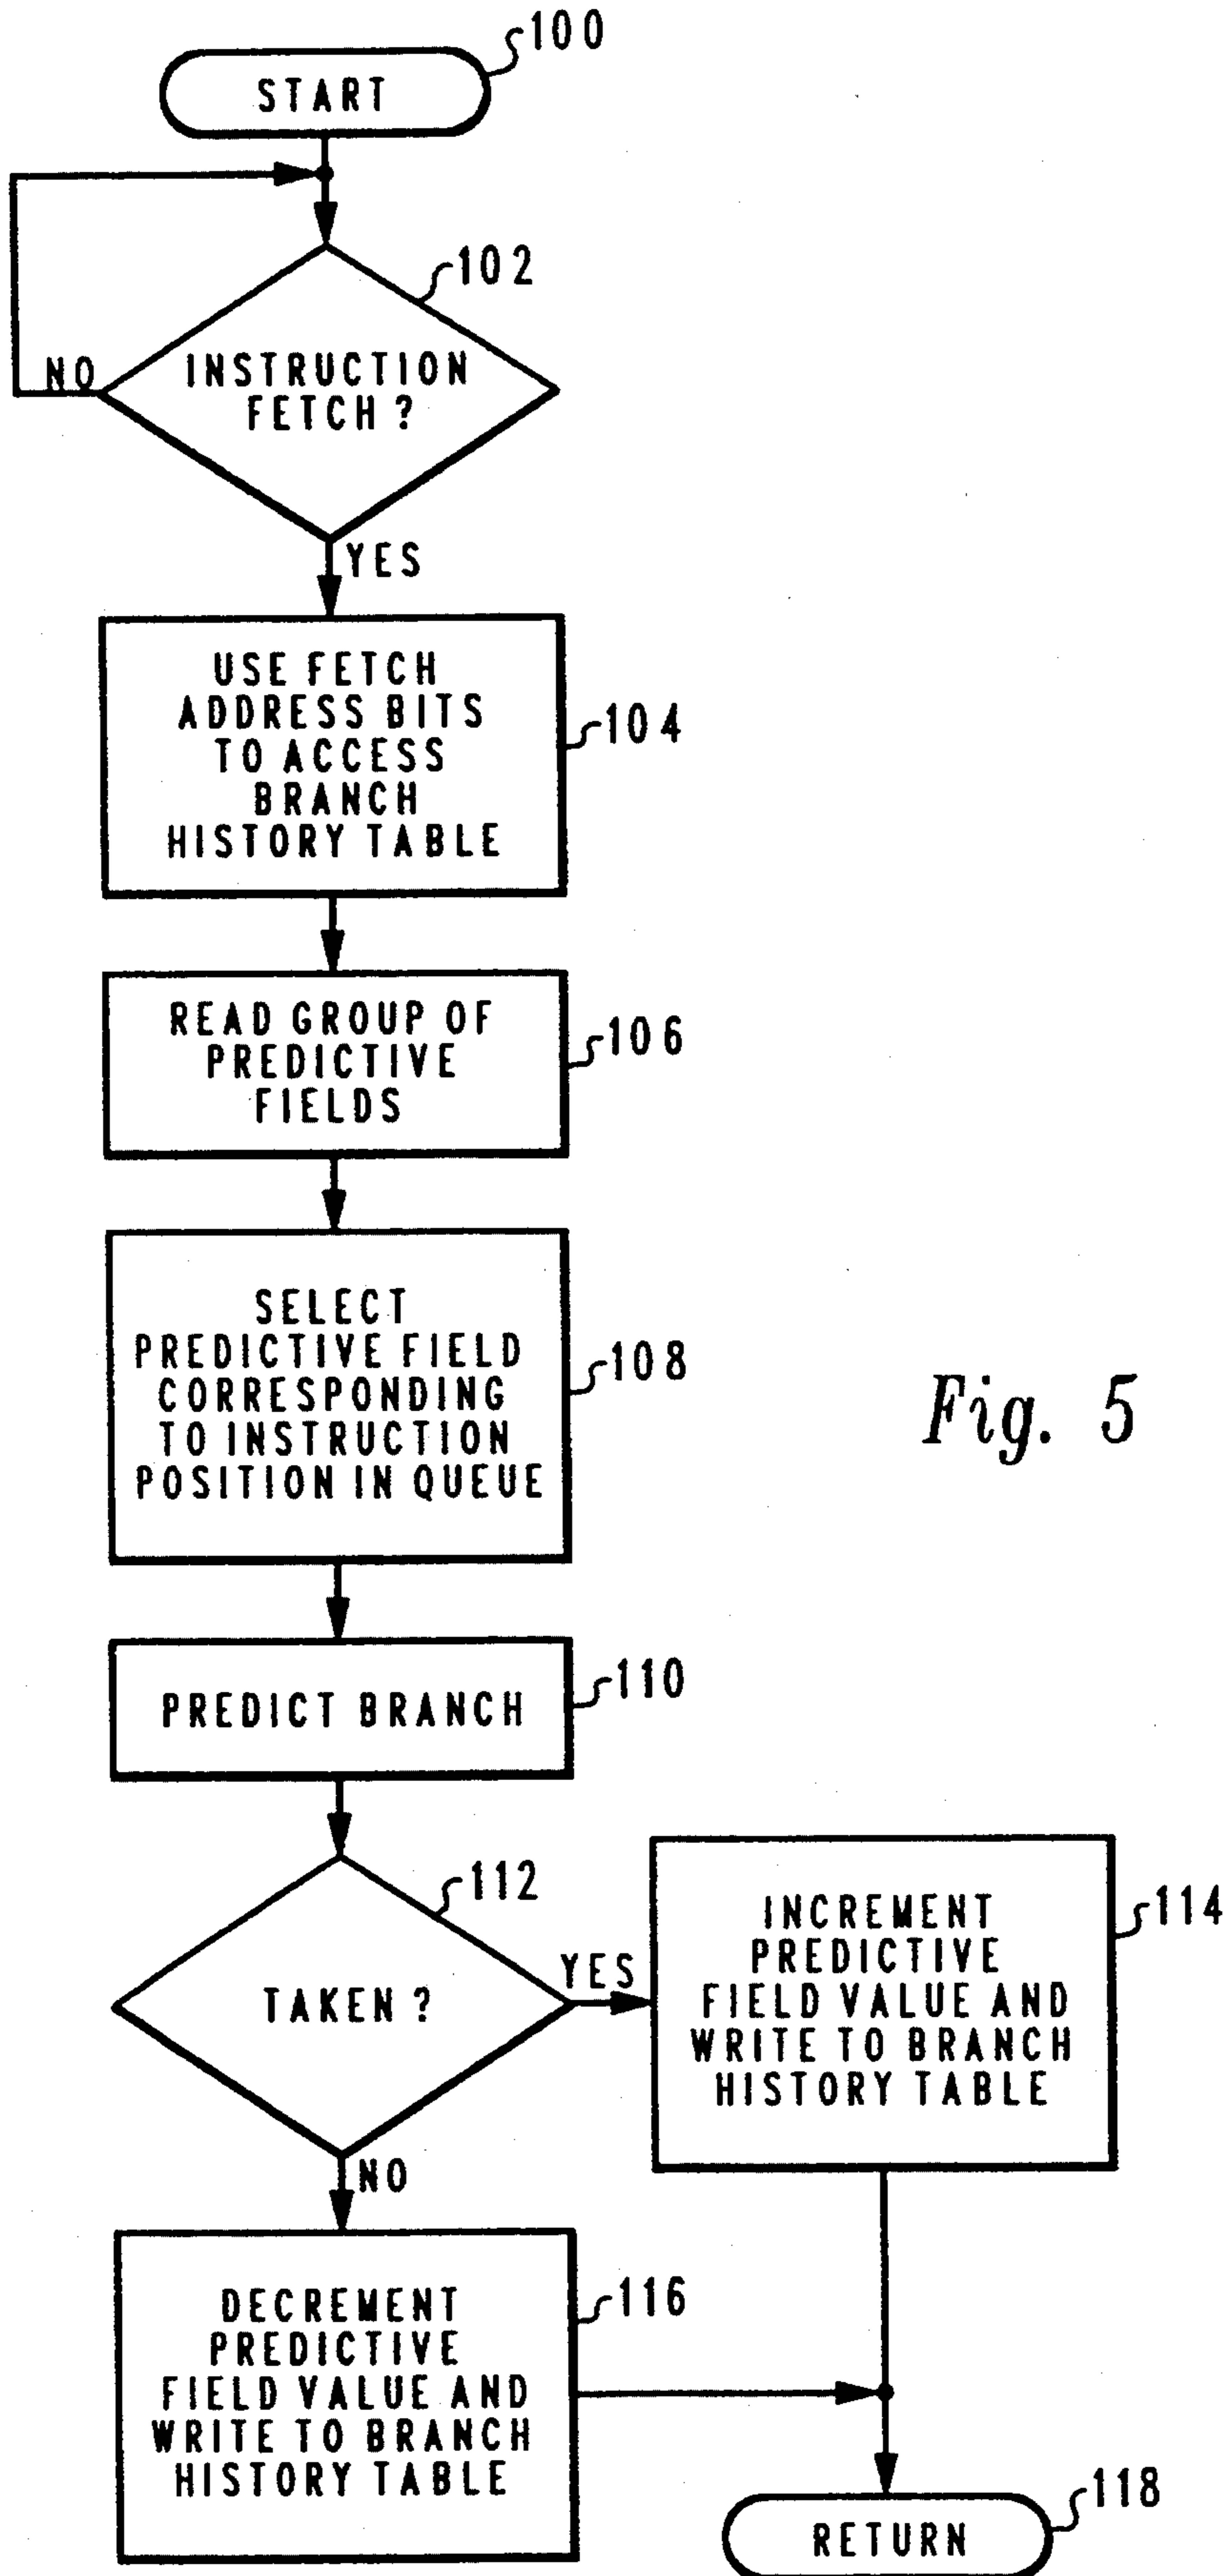 100
START
102
INSTRUCTION
FETCH?
NO
YES
USE FETCH
ADDRESS BITS
TO ACCESS
BRANCH
HISTORY TABLE
104
READ GROUP OF
PREDICTIVE
FIELDS
106
SELECT
PREDICTIVE FIELD
CORRESPONDING
TO INSTRUCTION
POSITION IN QUEUE
108
Fig. 5
PREDICT BRANCH
110
112
TAKEN?
YES
NO
INCREMENT
PREDICTIVE
FIELD VALUE AND
WRITE TO BRANCH
HISTORY TABLE
114
DECREMENT
PREDICTIVE
FIELD VALUE AND
WRITE TO BRANCH
HISTORY TABLE
116
RETURN
118